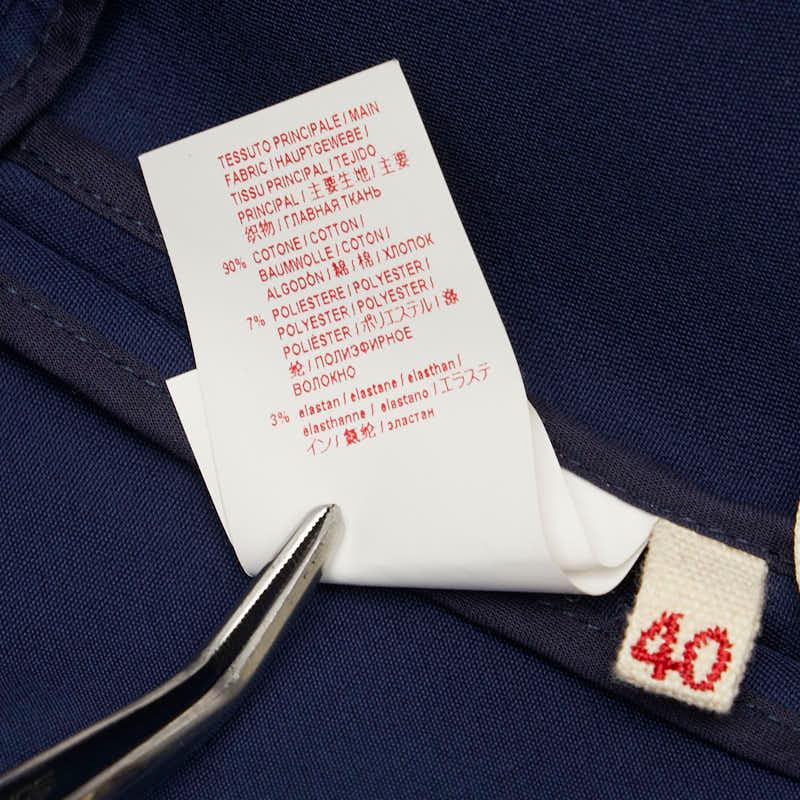 TESSUTO PRINCIPALE / MAIN
FABRIC / HAUPTGEWEBE /
TISSU PRINCIPAL / TEJIDO
PRINCIPAL / 主要生地 / 主要
织物 / ГЛАВНАЯ ТКАНЬ
90% COTONE / COTTON /
BAUMWOLLE / COTON /
ALGODÒN / 綿 / 棉 / ХЛОПОК
7% POLIESTERE / POLYESTER /
POLYESTER / POLYESTER /
POLIÉSTER / ポリエステル / 涤
纶 / ПОЛИЭФИРНОЕ
ВОЛОКНО
3% elastan / elastane / elasthan /
élasthanne / elastano / エラステ
イン / 氨纶 / эластан
40